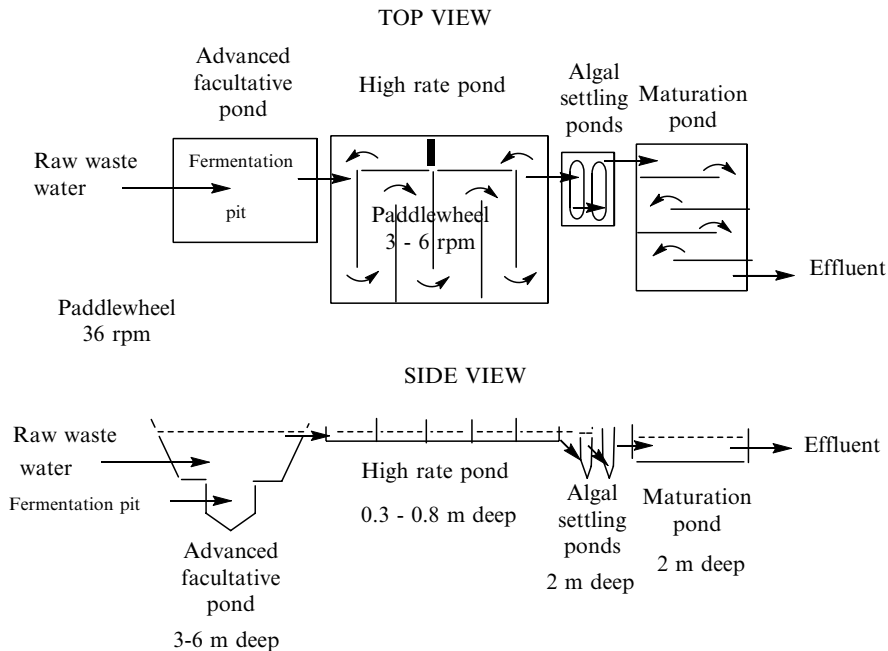 TOP VIEW
Advanced
facultative
pond
High rate pond
Algal
settling
ponds
Maturation
pond
Raw waste
water
Fermentation
pit
Paddlewheel
3 - 6 rpm
Effluent
Paddlewheel
36 rpm
SIDE VIEW
Raw waste
water
Fermentation pit
Advanced
facultative
pond
3-6 m deep
High rate pond
0.3 - 0.8 m deep
Algal
settling
ponds
2 m deep
Maturation
pond
2 m deep
Effluent